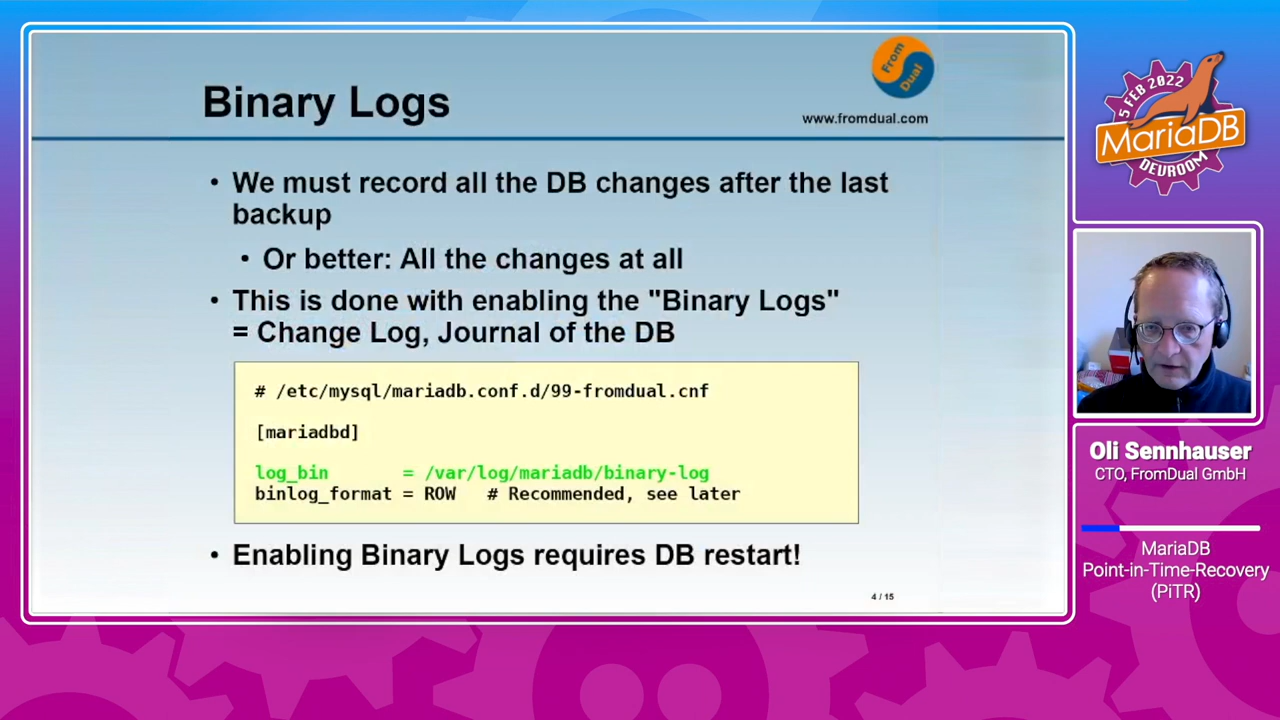 Binary Logs
From
Dual
www.fromdual.com
• We must record all the DB changes after the last
backup
• Or better: All the changes at all
• This is done with enabling the "Binary Logs"
= Change Log, Journal of the DB
# /etc/mysql/mariadb.conf.d/99-fromdual.cnf
[mariadbd]
log_bin = /var/log/mariadb/binary-log
binlog_format = ROW # Recommended, see later
• Enabling Binary Logs requires DB restart!
4 / 15
5 FEB 2022
MariaDB
DEVROOM
Oli Sennhauser
CTO, FromDual GmbH
MariaDB
Point-in-Time-Recovery
(PiTR)